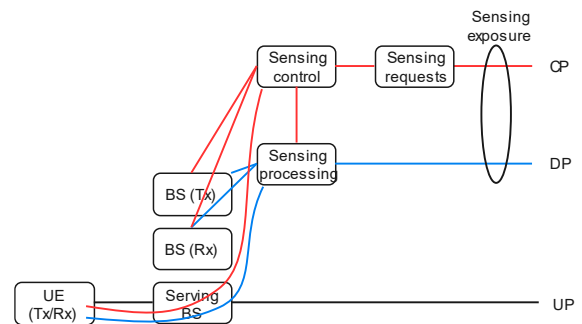 Sensing
exposure
Sensing
control
Sensing
requests
CP
Sensing
processing
DP
BS (Tx)
BS (Rx)
UE
(Tx/Rx)
Serving
BS
UP